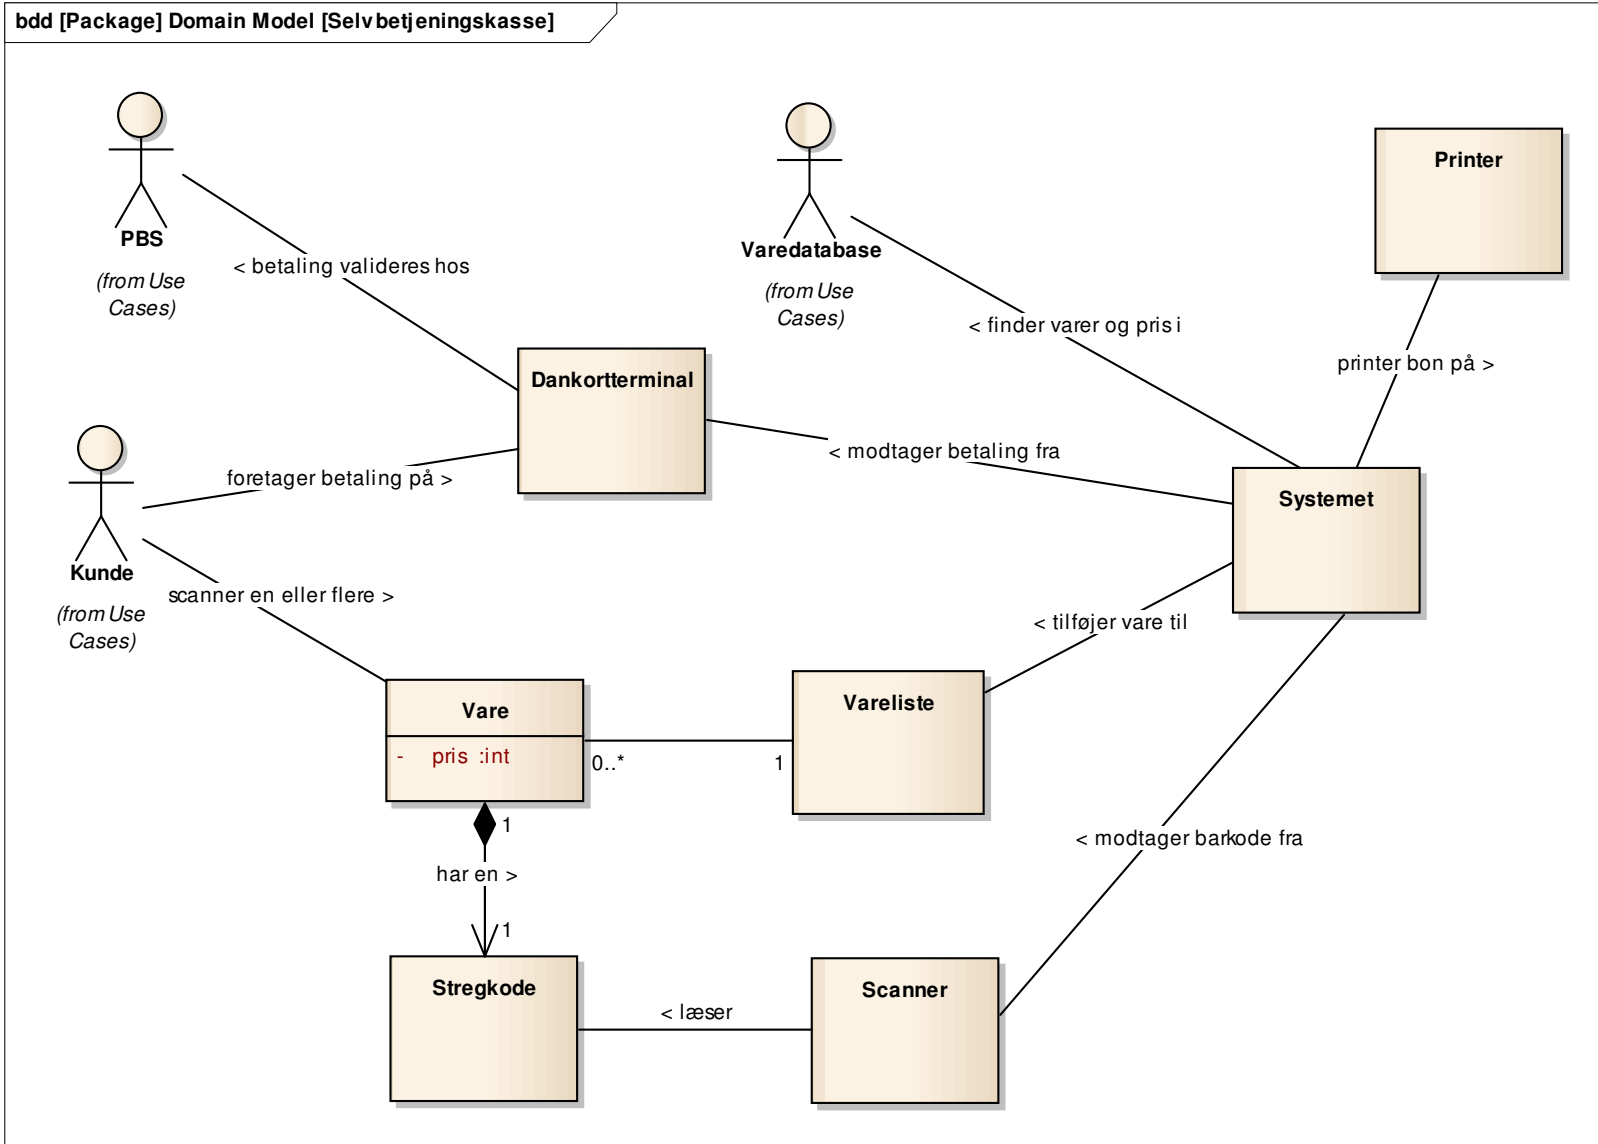 bdd [Package] Domain Model [Selvbetjeningskasse]
PBS
(from Use
Cases)
< betaling valideres hos
Varedatabase
(from Use
Cases)
< finder varer og pris i
Printer
printer bon på >
Dankortterminal
< modtager betaling fra
Kunde
(from Use
Cases)
foretager betaling på >
scanner en eller flere >
Systemet
< tilføjer vare til
Vare
- pris :int
0..*
1
Vareliste
1
har en >
1
< modtager barkode fra
Stregkode
< læser
Scanner